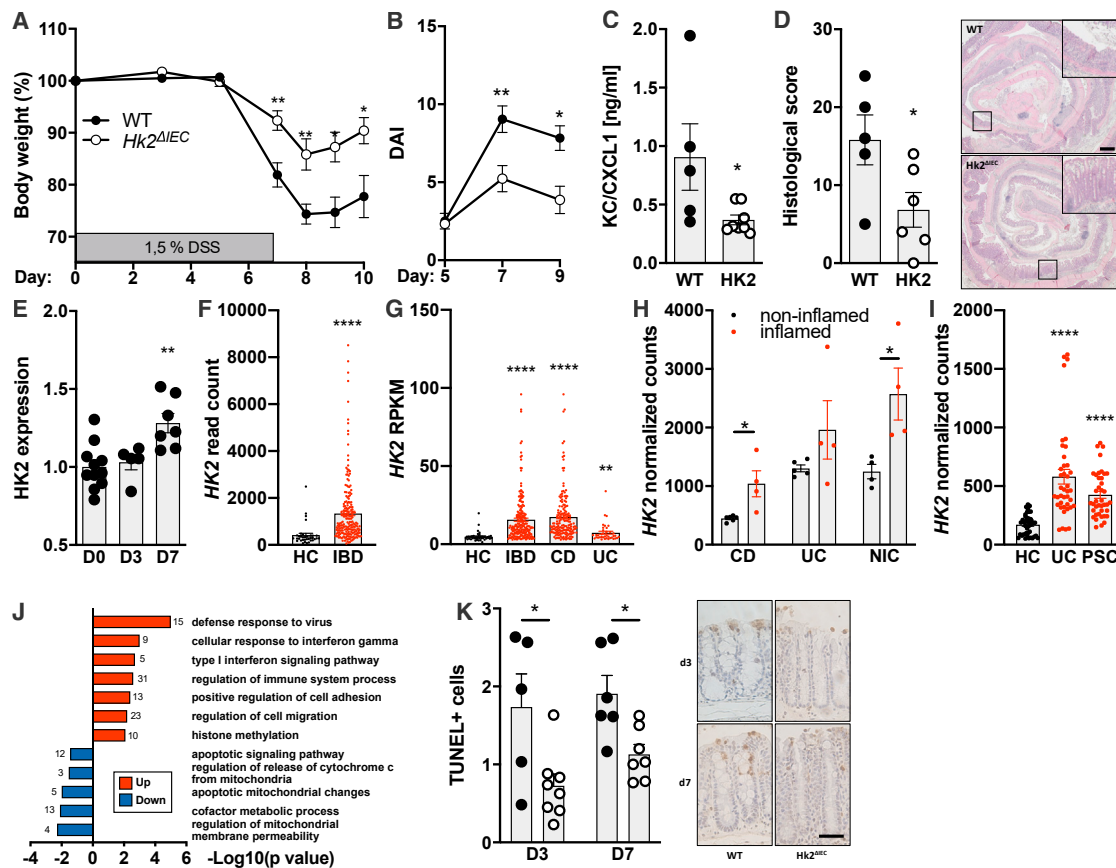 A
Body weight (%)
100
90
80
70
WT
Hk2ΔIEC
**
**
*
*
1,5 % DSS
Day: 0 2 4 6 8 10
B
DAI
15
10
5
0
**
*
Day: 5 7 9
C
KC/CXCL1 [ng/ml]
2.5
2.0
1.5
1.0
0.5
0.0
*
WT HK2
D
Histological score
30
20
10
0
*
WT HK2
WT
Hk2ΔIEC
E
HK2 expression
2.0
1.5
1.0
0.5
**
D0 D3 D7
F
HK2 read count
10000
8000
6000
4000
2000
0
****
HC IBD
G
HK2 RPKM
150
100
50
0
**** **** **
HC IBD CD UC
H
HK2 normalized counts
4000
3000
2000
1000
0
non-inflamed
inflamed
*
*
CD UC NIC
I
HK2 normalized counts
2000
1500
1000
500
0
****
****
HC UC PSC
J
15 defense response to virus
9 cellular response to interferon gamma
5 type I interferon signaling pathway
31 regulation of immune system process
13 positive regulation of cell adhesion
23 regulation of cell migration
10 histone methylation
12 apoptotic signaling pathway
3 regulation of release of cytochrome c
from mitochondria
5 apoptotic mitochondrial changes
13 cofactor metabolic process
4 regulation of mitochondrial
membrane permeability
Up
Down
-4 -2 0 2 4 6 -Log10(p value)
K
TUNEL+ cells
3
2
1
0
* *
D3 D7
d3
d7
WT Hk2ΔIEC